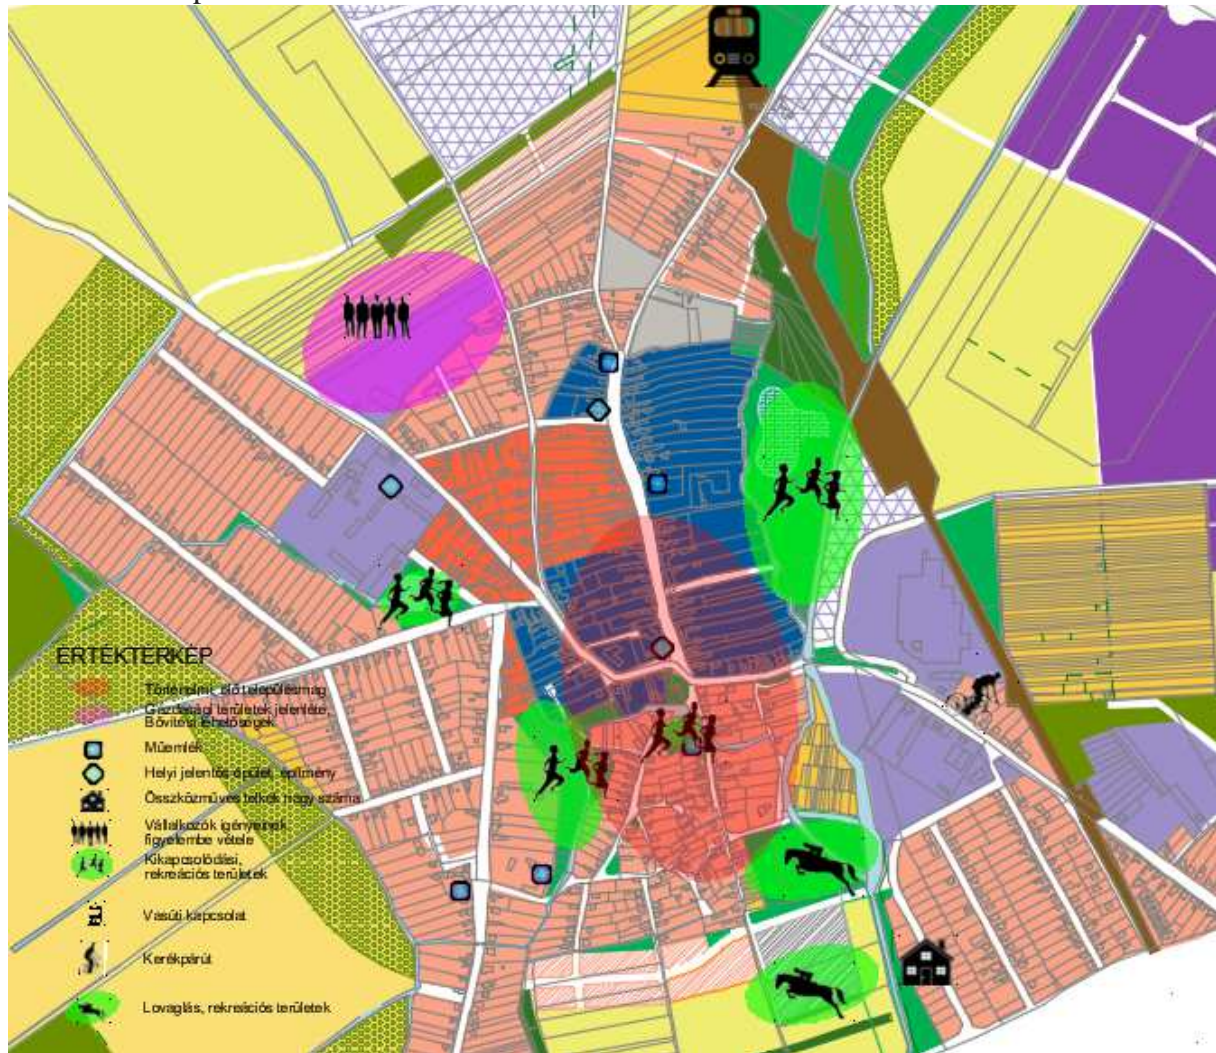 ÉRTÉKTÉRKÉP
Történelmi, élő településmag
Gazdasági területek jelenléte,
Bővítési lehetőségek
Műemlék
Helyi jelentős épület, építmény
Összközműves telkek nagy száma
Vállalkozók igényeinek
figyelembe vétele
Kikapcsolódási,
rekreációs területek
Vasúti kapcsolat
Kerékpárút
Lovaglás, rekreációs területek